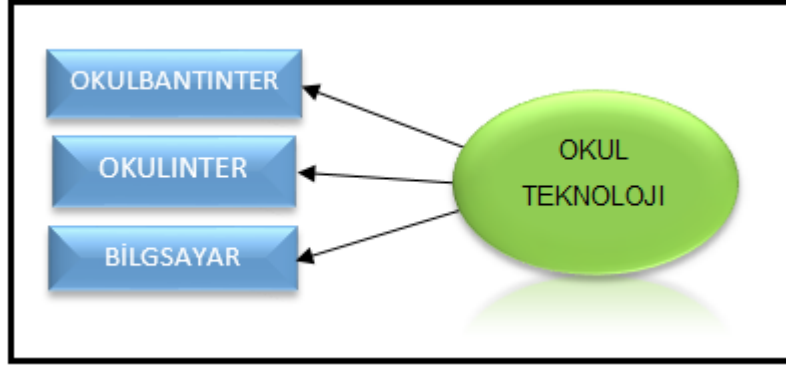 OKULBANTINTER
OKULINTER
BİLGSAYAR
OKUL
TEKNOLOJI